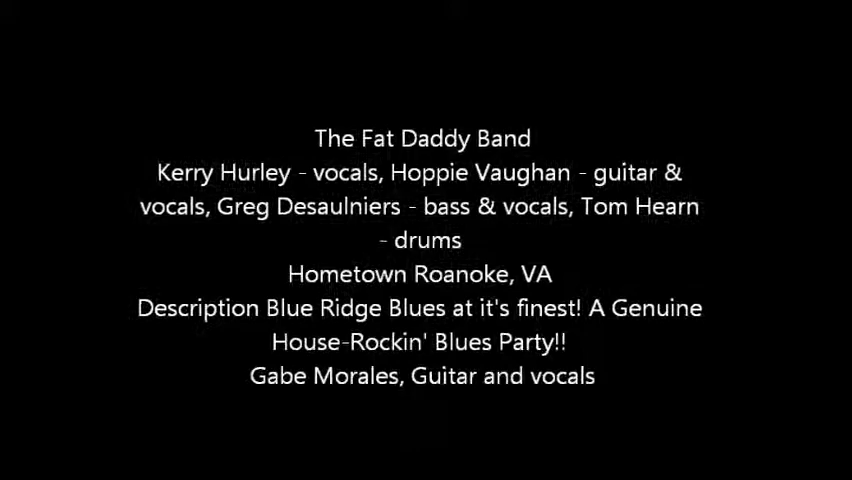 The Fat Daddy Band
Kerry Hurley - vocals, Hoppie Vaughan - guitar &
vocals, Greg Desaulniers - bass & vocals, Tom Hearn
- drums
Hometown Roanoke, VA
Description Blue Ridge Blues at it's finest! A Genuine
House-Rockin' Blues Party!!
Gabe Morales, Guitar and vocals